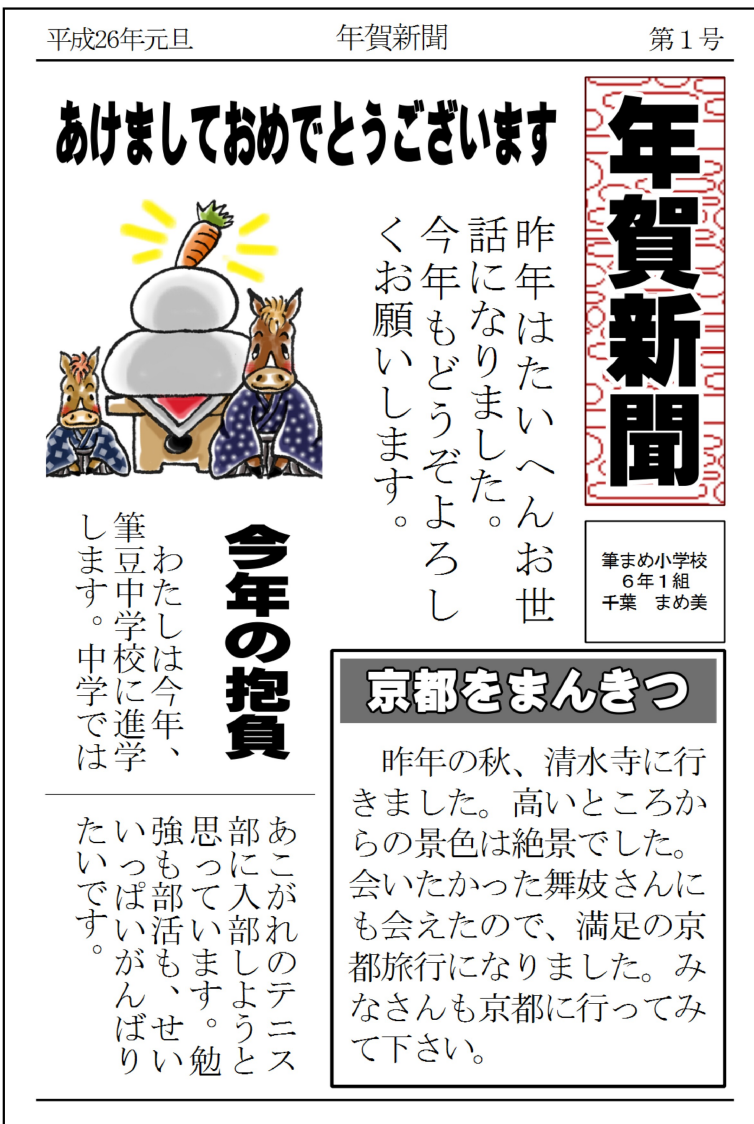 平成26年元旦
年賀新聞
第1号
年賀新聞
筆まめ小学校
6年1組
千葉　まめ美
あけましておめでとうございます
昨年はたいへんお世
話になりました。
今年もどうぞよろし
くお願いします。
今年の抱負
わたしは今年、
筆豆中学校に進学
します。中学では
あこがれのテニス
部に入部しようと
思っています。勉
強も部活も、せい
いっぱいがんばり
たいです。
京都をまんきつ
昨年の秋、清水寺に行
きました。高いところか
らの景色は絶景でした。
会いたかった舞妓さんに
も会えたので、満足の京
都旅行になりました。み
なさんも京都に行ってみ
て下さい。